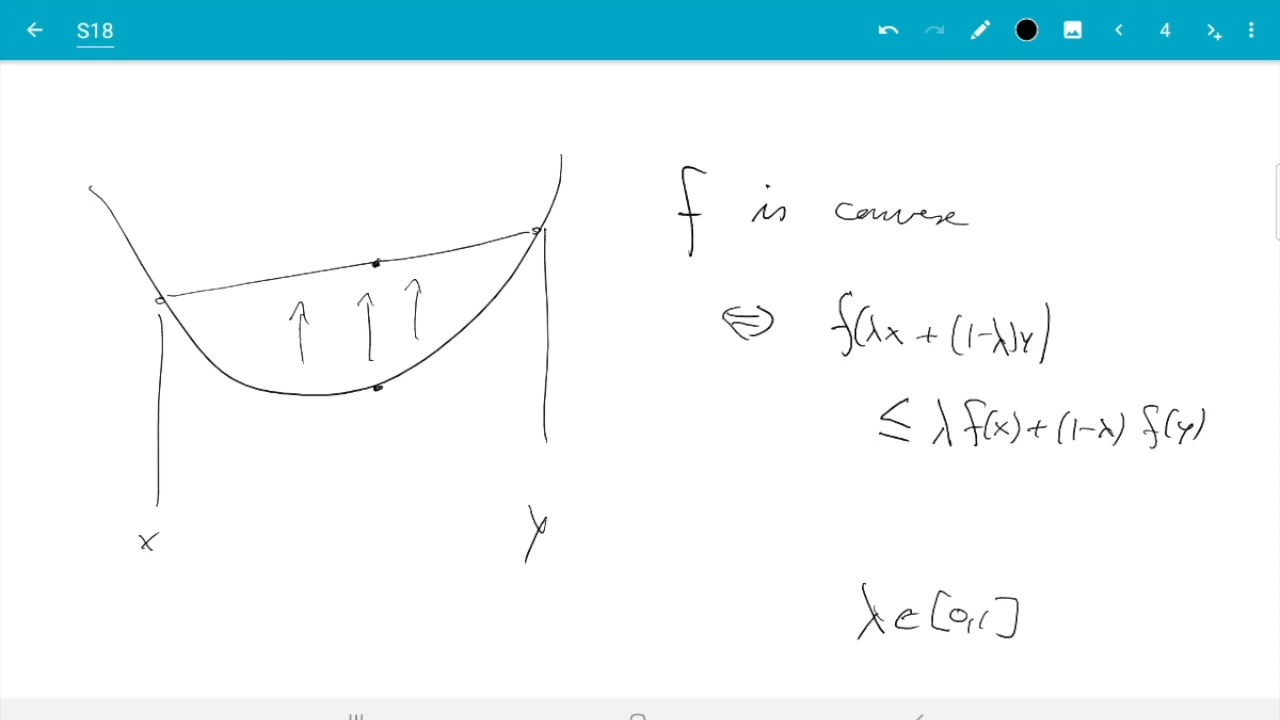 S18
4
f is convex
⇔ f(λx + (1-λ)y)
≤ λ f(x) + (1-λ) f(y)
x
y
λ ∈ [0,1]